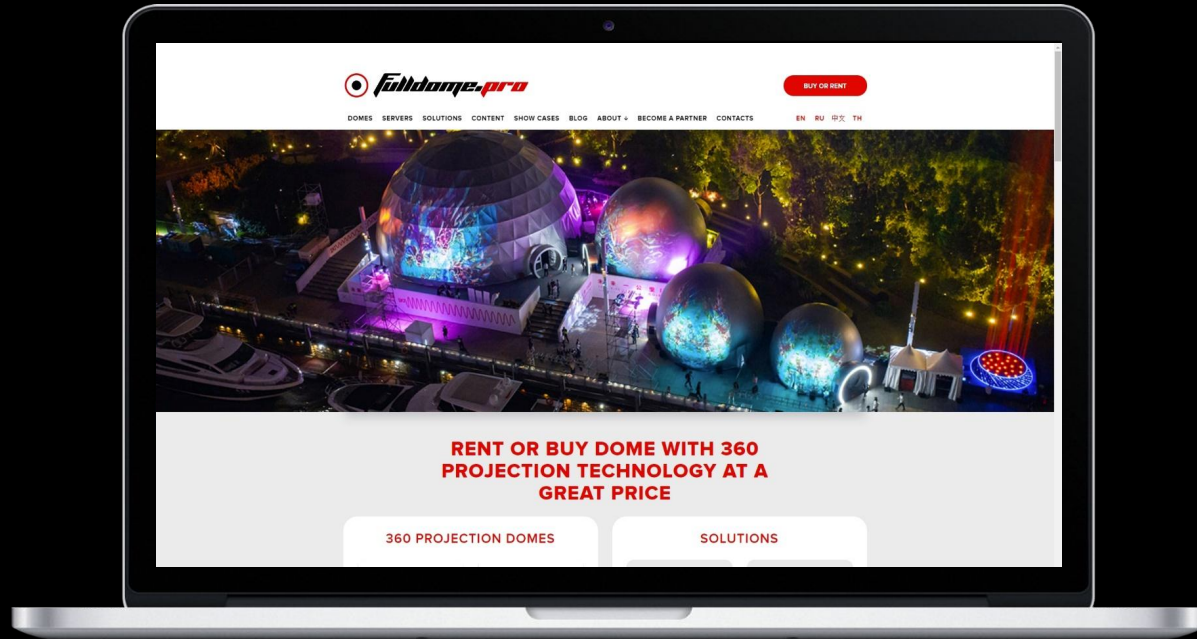 Fulldome.pro
BUY OR RENT
DOMES SERVERS SOLUTIONS CONTENT SHOW CASES BLOG ABOUT ↓ BECOME A PARTNER CONTACTS EN RU 中文 TH
RENT OR BUY DOME WITH 360
PROJECTION TECHNOLOGY AT A
GREAT PRICE
360 PROJECTION DOMES SOLUTIONS